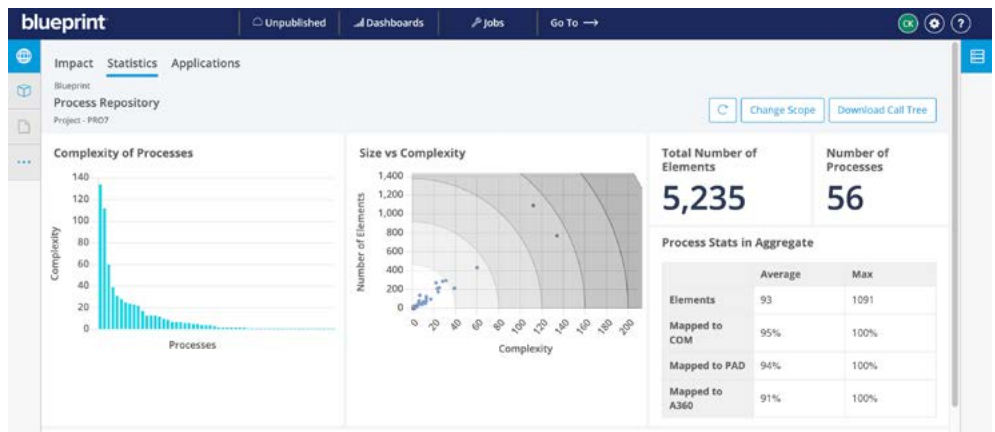 blueprint
Unpublished
Dashboards
Jobs
Go To →
CK
?
Impact Statistics Applications
Blueprint
Process Repository
Project - PRO7
Change Scope
Download Call Tree
Complexity of Processes
140
120
100
80
60
40
20
0
Complexity
Processes
Size vs Complexity
1,400
1,200
1,000
800
600
400
200
0
Number of Elements
0 20 40 60 80 100 120 140 160 180 200
Complexity
Total Number of
Elements
5,235
Number of
Processes
56
Process Stats in Aggregate
Average Max
Elements 93 1091
Mapped to
COM 95% 100%
Mapped to PAD 94% 100%
Mapped to
A360 91% 100%